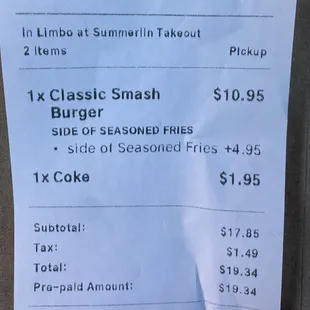 In Limbo at Summerlin Takeout
2 Items Pickup
1x Classic Smash $10.95
Burger
SIDE OF SEASONED FRIES
• side of Seasoned Fries +4.95
1x Coke $1.95
Subtotal: $17.85
Tax: $1.49
Total: $19.34
Pre-paid Amount: $19.34